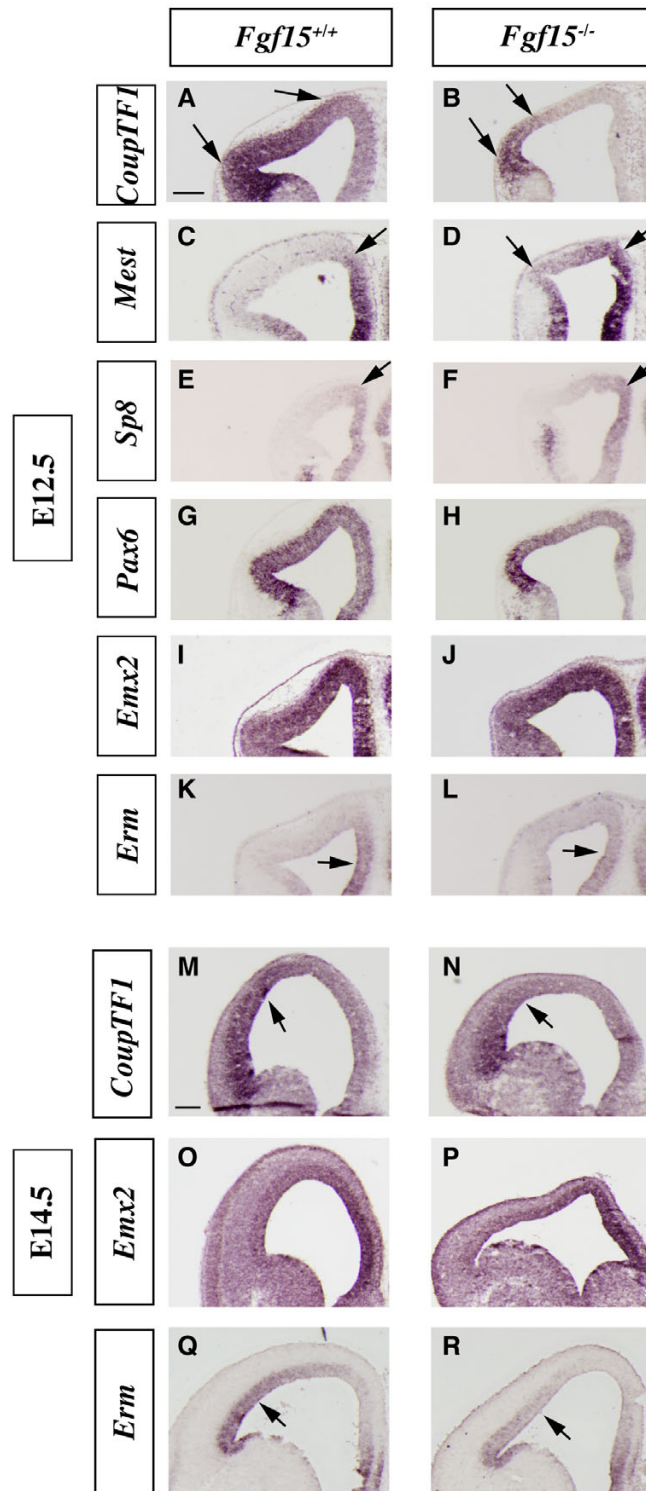 Fgf15+/+ Fgf15-/-
CoupTF1 A B
Mest C D
Sp8 E F
E12.5
Pax6 G H
Emx2 I J
Erm K L
CoupTF1 M N
E14.5
Emx2 O P
Erm Q R